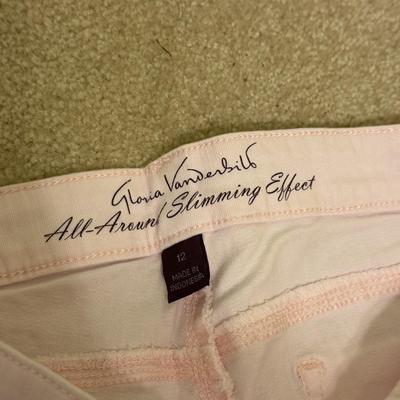 Gloria Vanderbilt
All-Around Slimming Effect
12
MADE IN
INDONESIA